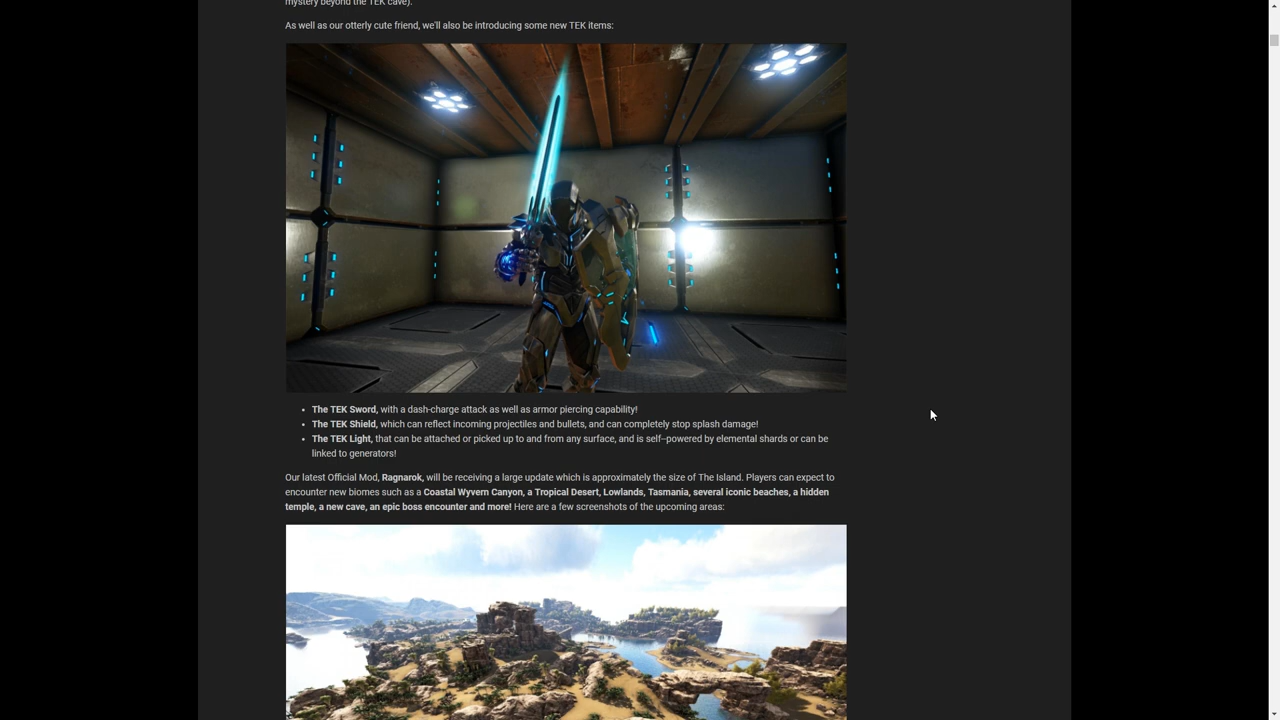 mystery beyond the TEK cave).
As well as our otterly cute friend, we'll also be introducing some new TEK items:
• The TEK Sword, with a dash-charge attack as well as armor piercing capability!
• The TEK Shield, which can reflect incoming projectiles and bullets, and can completely stop splash damage!
• The TEK Light, that can be attached or picked up to and from any surface, and is self–powered by elemental shards or can be
linked to generators!
Our latest Official Mod, Ragnarok, will be receiving a large update which is approximately the size of The Island. Players can expect to
encounter new biomes such as a Coastal Wyvern Canyon, a Tropical Desert, Lowlands, Tasmania, several iconic beaches, a hidden
temple, a new cave, an epic boss encounter and more! Here are a few screenshots of the upcoming areas: